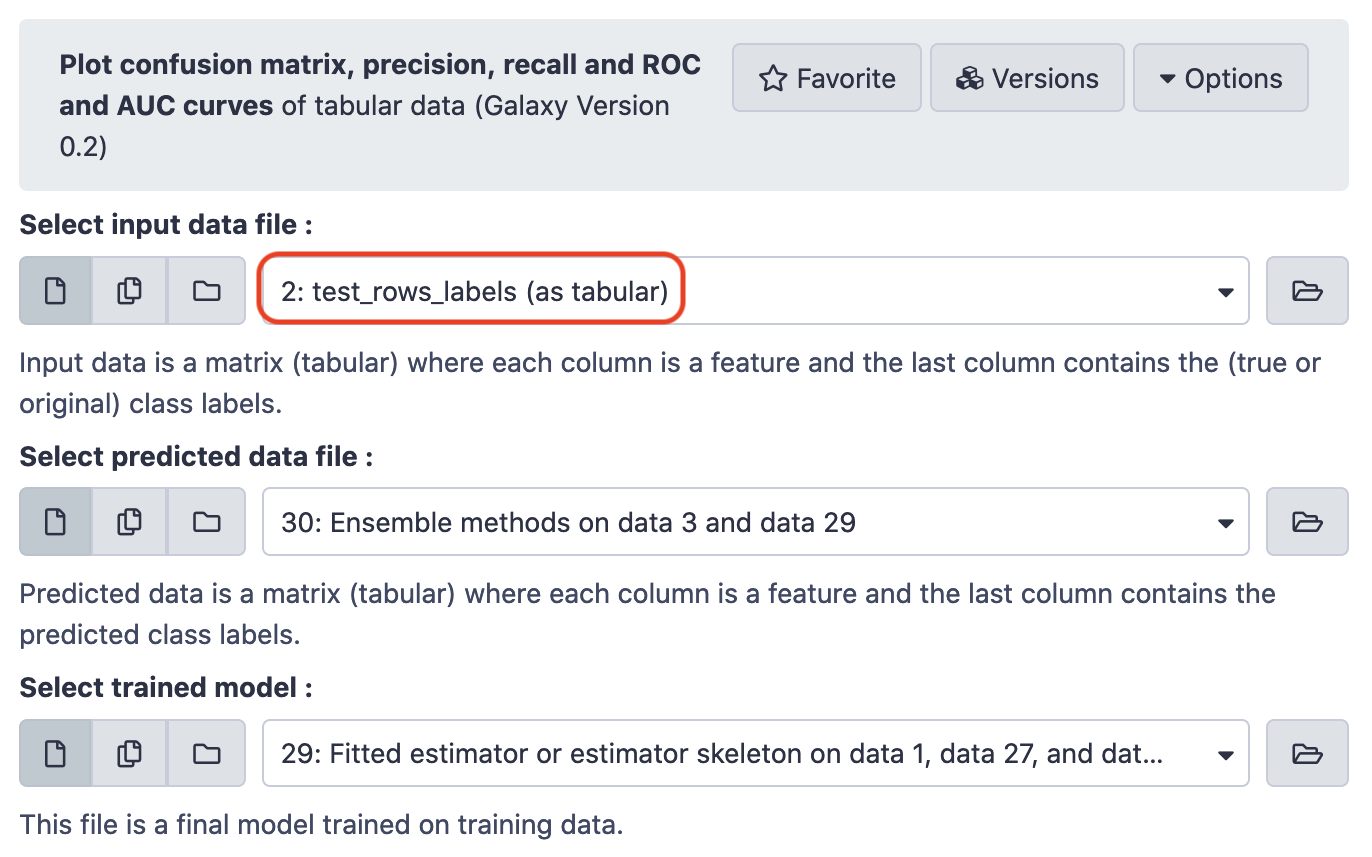 Plot confusion matrix, precision, recall and ROC
and AUC curves of tabular data (Galaxy Version
0.2)
Favorite
Versions
Options
Select input data file :
2: test_rows_labels (as tabular)
Input data is a matrix (tabular) where each column is a feature and the last column contains the (true or
original) class labels.
Select predicted data file :
30: Ensemble methods on data 3 and data 29
Predicted data is a matrix (tabular) where each column is a feature and the last column contains the
predicted class labels.
Select trained model :
29: Fitted estimator or estimator skeleton on data 1, data 27, and dat...
This file is a final model trained on training data.